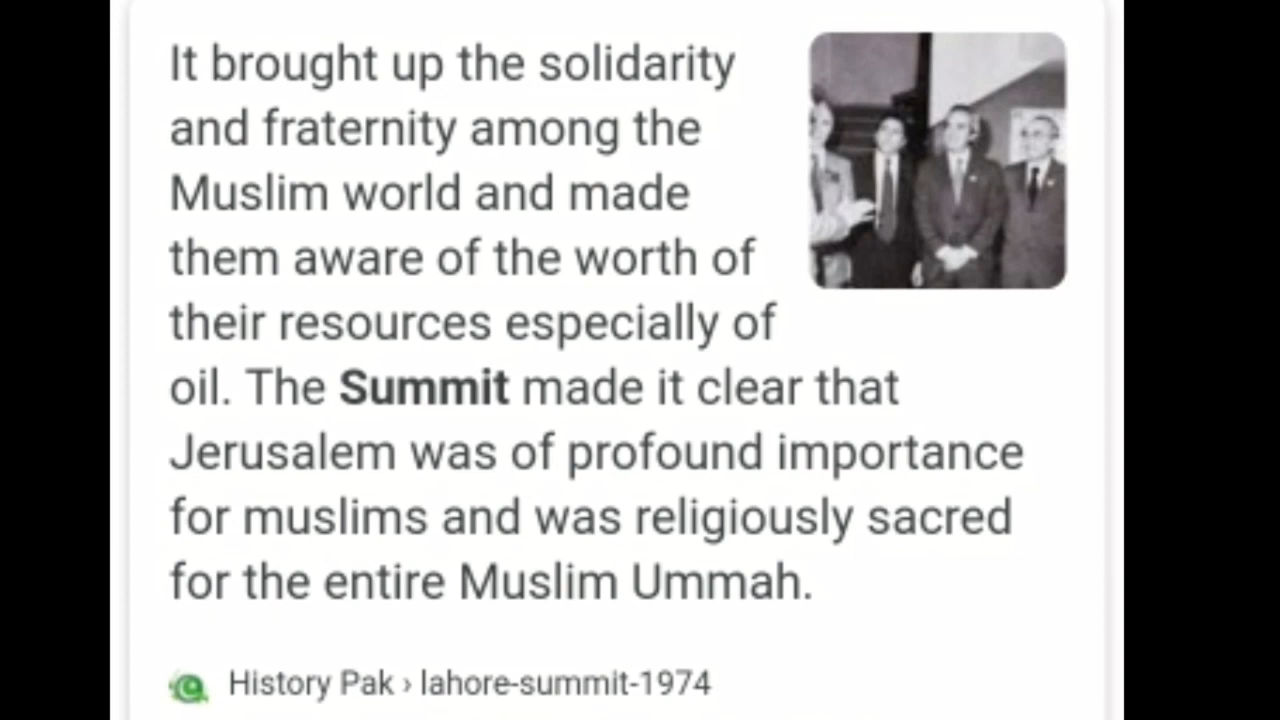 It brought up the solidarity
and fraternity among the
Muslim world and made
them aware of the worth of
their resources especially of
oil. The Summit made it clear that
Jerusalem was of profound importance
for muslims and was religiously sacred
for the entire Muslim Ummah.
History Pak › lahore-summit-1974